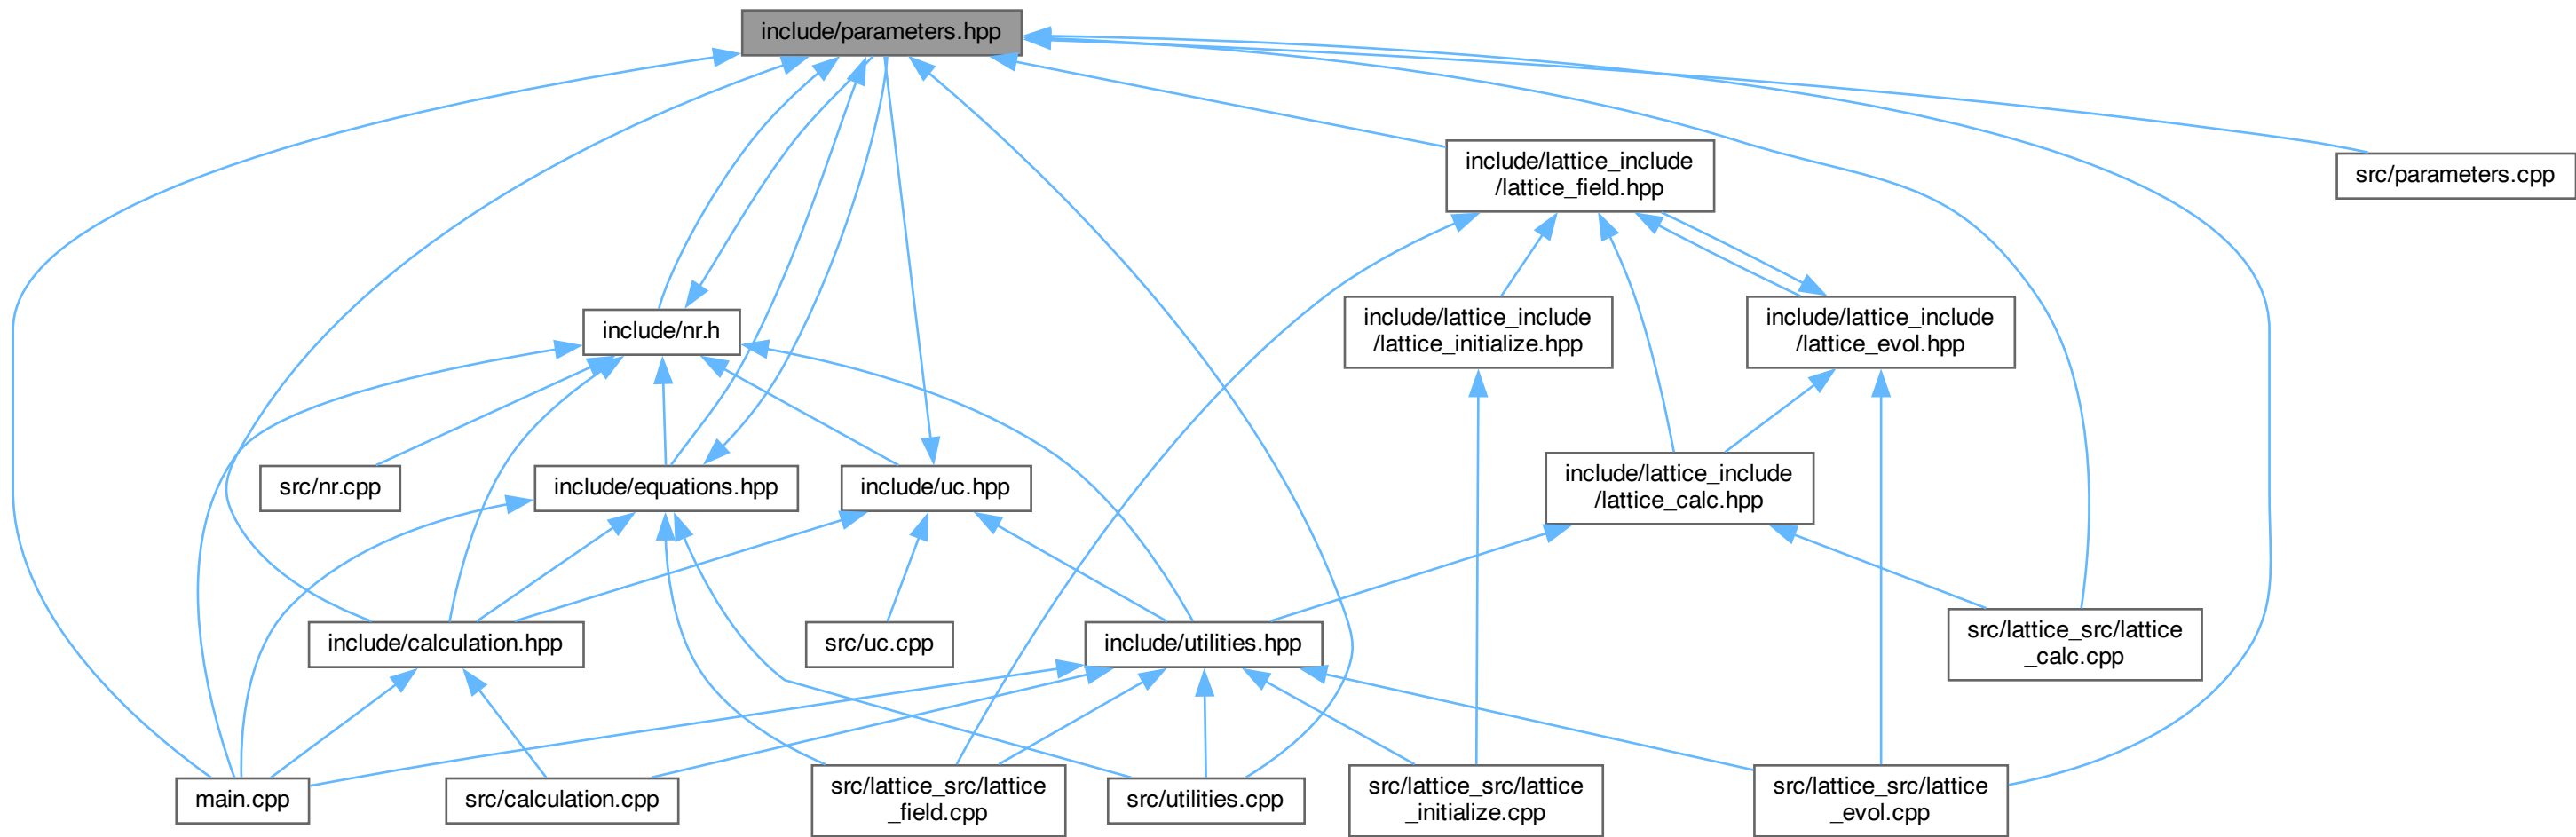 include/parameters.hpp
include/lattice_include
/lattice_field.hpp
src/parameters.cpp
include/nr.h
include/lattice_include
/lattice_initialize.hpp
include/lattice_include
/lattice_evol.hpp
src/nr.cpp
include/equations.hpp
include/uc.hpp
include/lattice_include
/lattice_calc.hpp
include/calculation.hpp
src/uc.cpp
include/utilities.hpp
src/lattice_src/lattice
_calc.cpp
main.cpp
src/calculation.cpp
src/lattice_src/lattice
_field.cpp
src/utilities.cpp
src/lattice_src/lattice
_initialize.cpp
src/lattice_src/lattice
_evol.cpp